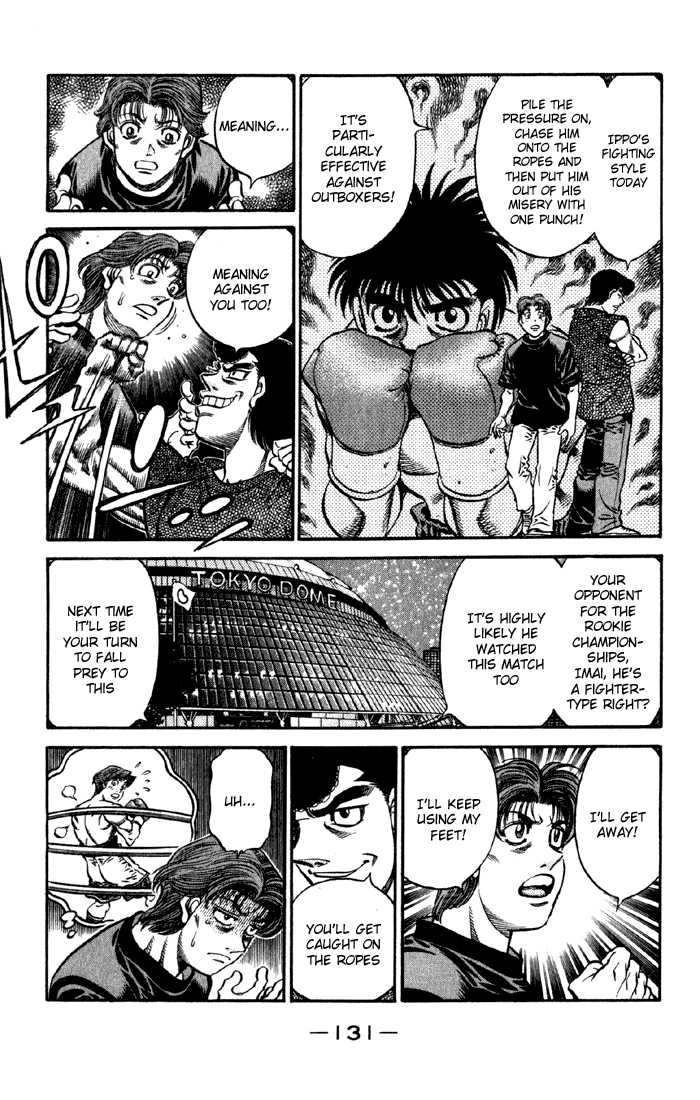 IPPO'S
FIGHTING
STYLE
TODAY
PILE THE
PRESSURE ON,
CHASE HIM
ONTO THE
ROPES AND
THEN PUT HIM
OUT OF HIS
MISERY WITH
ONE PUNCH!
IT'S
PARTI-
CULARLY
EFFECTIVE
AGAINST
OUTBOXERS!
MEANING...
MEANING
AGAINST
YOU TOO!
YOUR
OPPONENT
FOR THE
ROOKIE
CHAMPION-
SHIPS,
IMAI, HE'S
A FIGHTER-
TYPE RIGHT?
IT'S HIGHLY
LIKELY HE
WATCHED
THIS MATCH
TOO
TOKYO DOME
NEXT TIME
IT'LL BE
YOUR TURN
TO FALL
PREY TO
THIS
I'LL GET
AWAY!
I'LL KEEP
USING MY
FEET!
YOU'LL GET
CAUGHT ON
THE ROPES
UH...
—131—